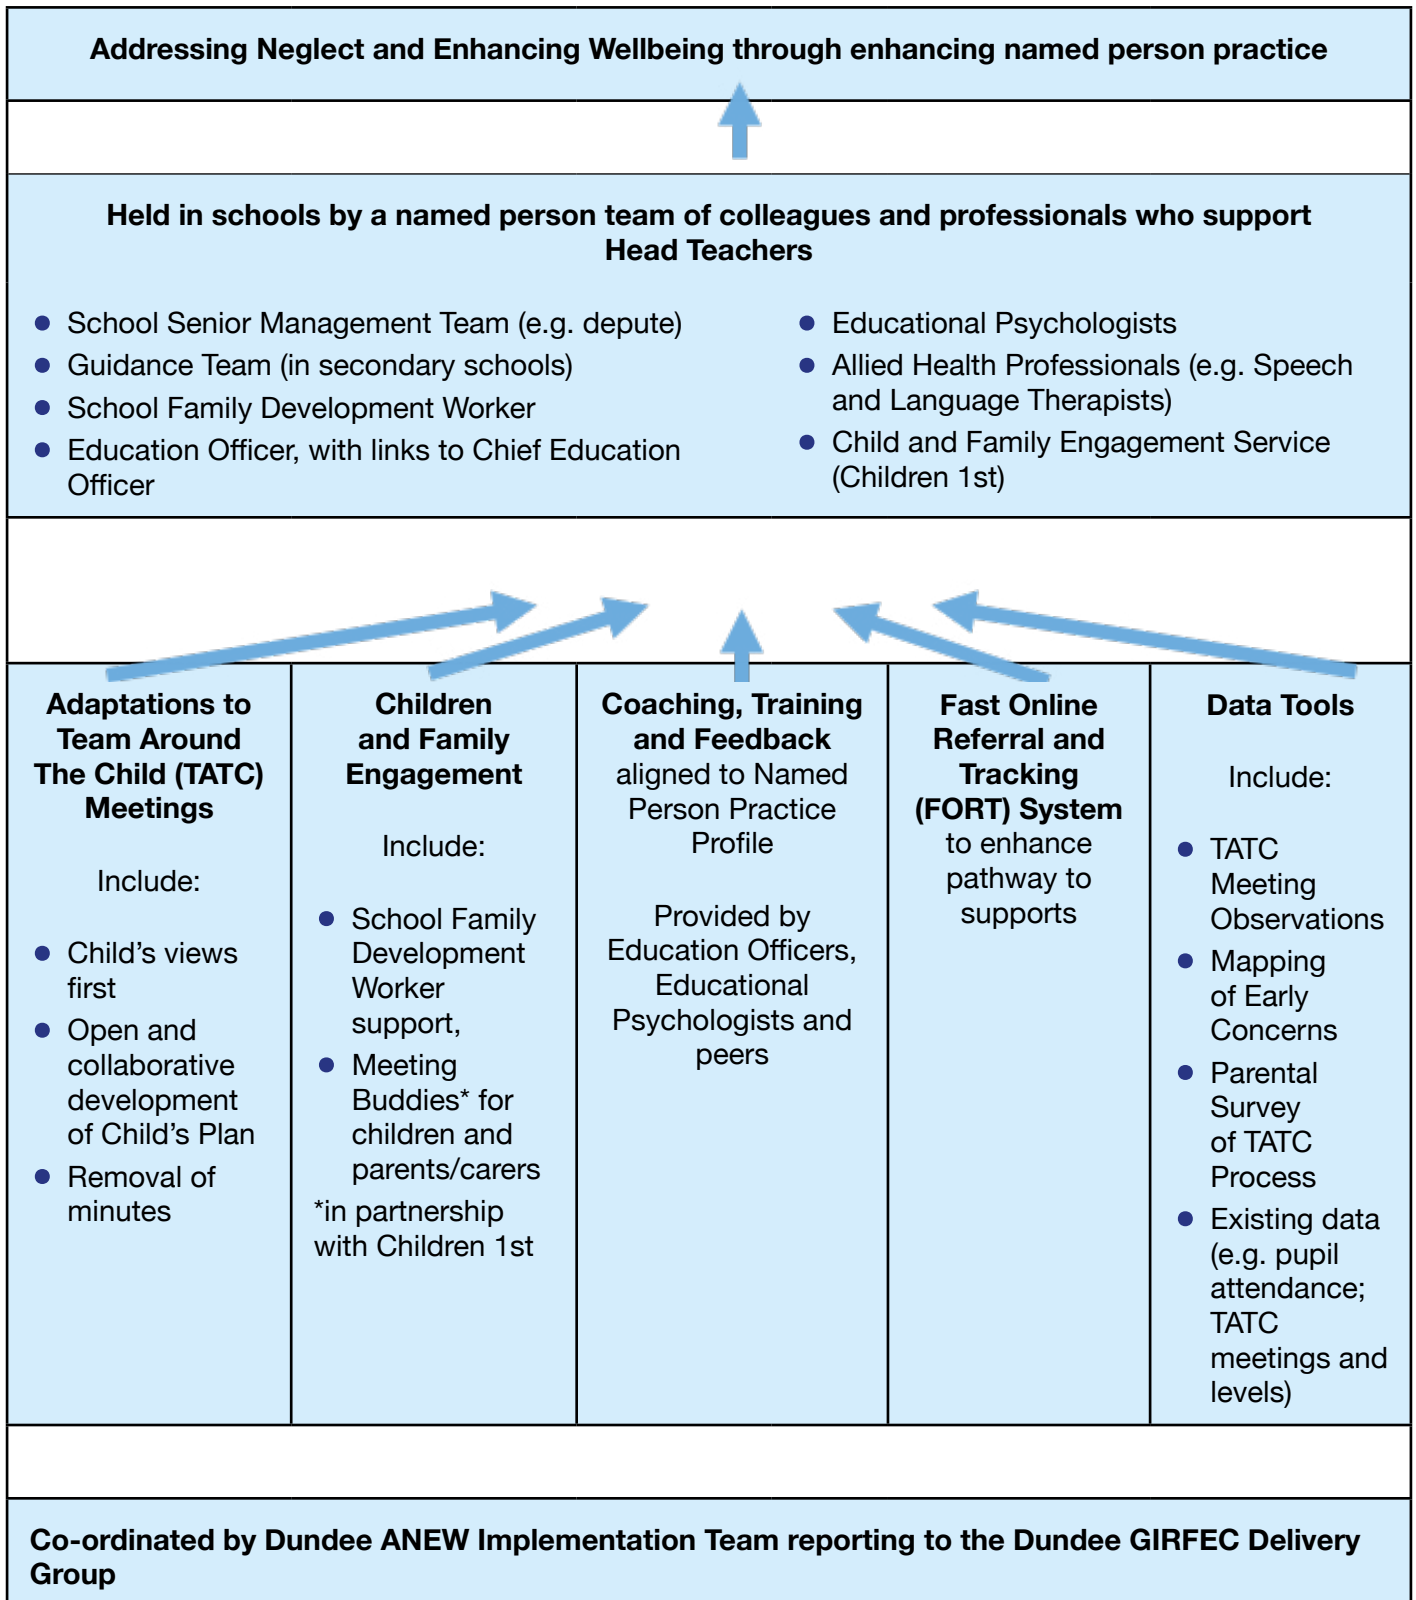 Addressing Neglect and Enhancing Wellbeing through enhancing named person practice
Held in schools by a named person team of colleagues and professionals who support
Head Teachers
● School Senior Management Team (e.g. depute)
● Guidance Team (in secondary schools)
● School Family Development Worker
● Education Officer, with links to Chief Education
Officer
● Educational Psychologists
● Allied Health Professionals (e.g. Speech
and Language Therapists)
● Child and Family Engagement Service
(Children 1st)
Adaptations to
Team Around
The Child (TATC)
Meetings
Include:
● Child’s views
first
● Open and
collaborative
development
of Child’s Plan
● Removal of
minutes
Children
and Family
Engagement
Include:
● School Family
Development
Worker
support,
● Meeting
Buddies* for
children and
parents/carers
*in partnership
with Children 1st
Coaching, Training
and Feedback
aligned to Named
Person Practice
Profile
Provided by
Education Officers,
Educational
Psychologists and
peers
Fast Online
Referral and
Tracking
(FORT) System
to enhance
pathway to
supports
Data Tools
Include:
● TATC
Meeting
Observations
● Mapping
of Early
Concerns
● Parental
Survey
of TATC
Process
● Existing data
(e.g. pupil
attendance;
TATC
meetings and
levels)
Co-ordinated by Dundee ANEW Implementation Team reporting to the Dundee GIRFEC Delivery
Group